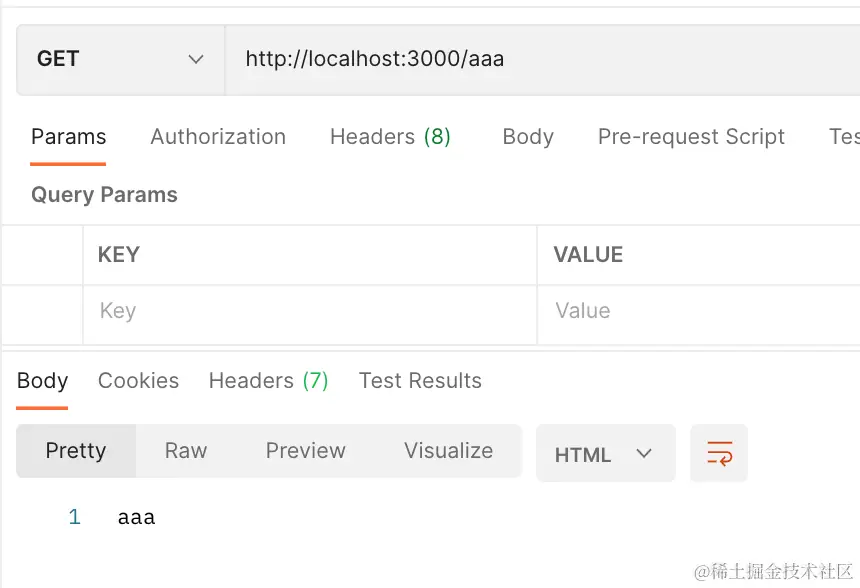 GET http://localhost:3000/aaa
Params Authorization Headers (8) Body Pre-request Script Tes
Query Params
KEY VALUE
Key Value
Body Cookies Headers (7) Test Results
Pretty Raw Preview Visualize HTML
1 aaa
@稀土掘金技术社区